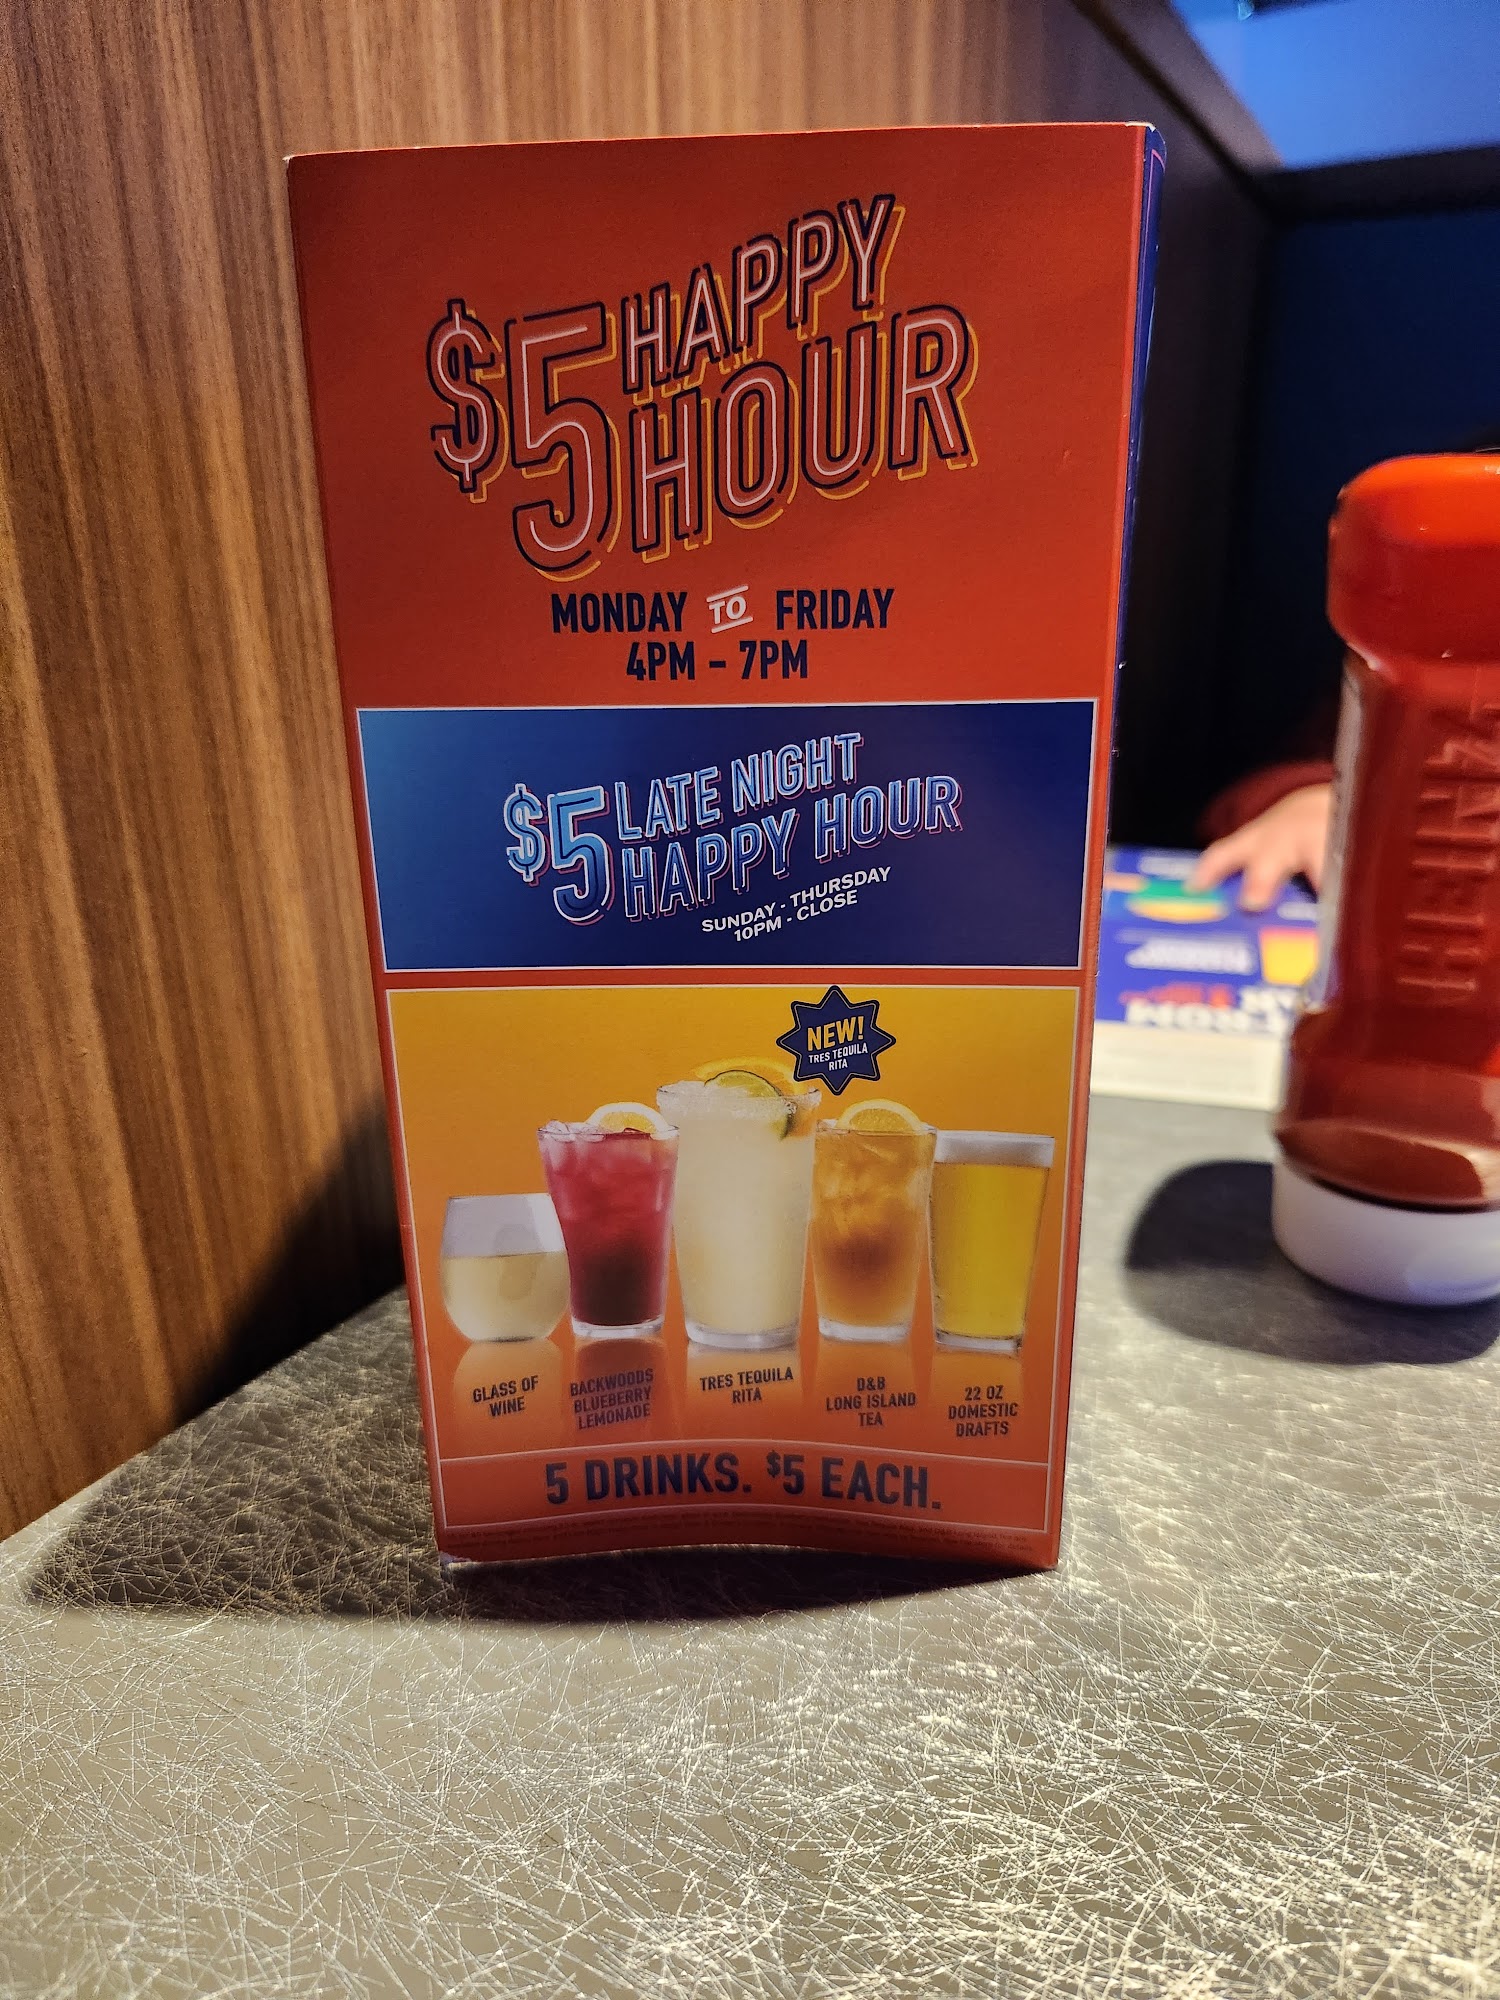 $5 HAPPY
HOUR
MONDAY TO FRIDAY
4PM – 7PM
$5 LATE NIGHT
HAPPY HOUR
SUNDAY - THURSDAY
10PM - CLOSE
NEW!
TRES TEQUILA
RITA
GLASS OF
WINE
BACKWOODS
BLUEBERRY
LEMONADE
TRES TEQUILA
RITA
D&B
LONG ISLAND
TEA
22 OZ
DOMESTIC
DRAFTS
5 DRINKS. $5 EACH.
HEINZ